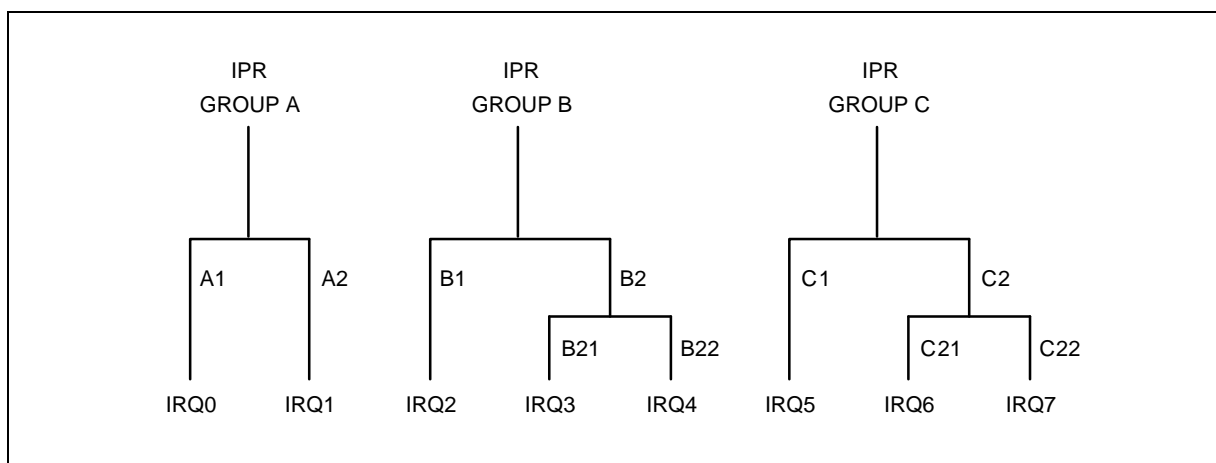 IPR IPR IPR
GROUP A GROUP B GROUP C
A1 A2 B1 B2 C1 C2
B21 B22 C21 C22
IRQ0 IRQ1 IRQ2 IRQ3 IRQ4 IRQ5 IRQ6 IRQ7